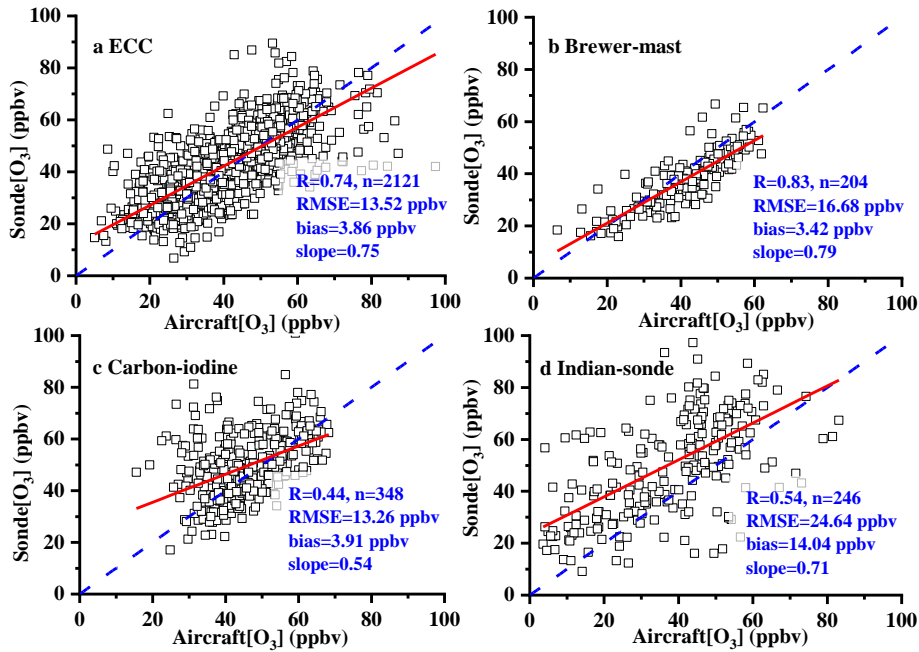 a ECC
R=0.74, n=2121
RMSE=13.52 ppbv
bias=3.86 ppbv
slope=0.75
Sonde[O₃] (ppbv)
100
80
60
40
20
0
0 20 40 60 80 100
Aircraft[O₃] (ppbv)
b Brewer-mast
R=0.83, n=204
RMSE=16.68 ppbv
bias=3.42 ppbv
slope=0.79
Sonde[O₃] (ppbv)
100
80
60
40
20
0
0 20 40 60 80 100
Aircraft[O₃] (ppbv)
c Carbon-iodine
R=0.44, n=348
RMSE=13.26 ppbv
bias=3.91 ppbv
slope=0.54
Sonde[O₃] (ppbv)
100
80
60
40
20
0
0 20 40 60 80 100
Aircraft[O₃] (ppbv)
d Indian-sonde
R=0.54, n=246
RMSE=24.64 ppbv
bias=14.04 ppbv
slope=0.71
Sonde[O₃] (ppbv)
100
80
60
40
20
0
0 20 40 60 80 100
Aircraft[O₃] (ppbv)